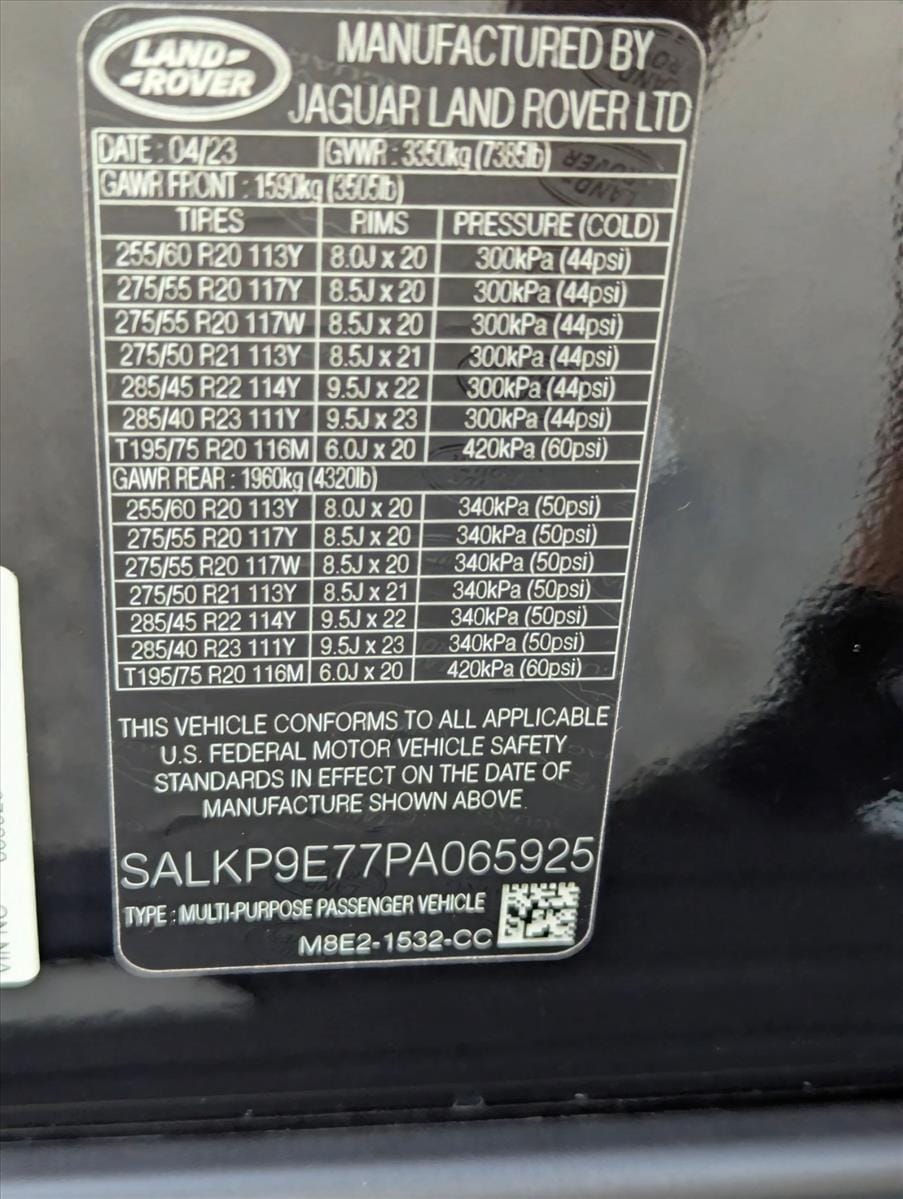 LAND ROVER
MANUFACTURED BY
JAGUAR LAND ROVER LTD
DATE : 04/23 GVWR : 3350kg (7385lb)
GAWR FRONT : 1590kg (3505lb)
TIRES RIMS PRESSURE (COLD)
255/60 R20 113Y 8.0J x 20 300kPa (44psi)
275/55 R20 117Y 8.5J x 20 300kPa (44psi)
275/55 R20 117W 8.5J x 20 300kPa (44psi)
275/50 R21 113Y 8.5J x 21 300kPa (44psi)
285/45 R22 114Y 9.5J x 22 300kPa (44psi)
285/40 R23 111Y 9.5J x 23 300kPa (44psi)
T195/75 R20 116M 6.0J x 20 420kPa (60psi)
GAWR REAR : 1960kg (4320lb)
255/60 R20 113Y 8.0J x 20 340kPa (50psi)
275/55 R20 117Y 8.5J x 20 340kPa (50psi)
275/55 R20 117W 8.5J x 20 340kPa (50psi)
275/50 R21 113Y 8.5J x 21 340kPa (50psi)
285/45 R22 114Y 9.5J x 22 340kPa (50psi)
285/40 R23 111Y 9.5J x 23 340kPa (50psi)
T195/75 R20 116M 6.0J x 20 420kPa (60psi)
THIS VEHICLE CONFORMS TO ALL APPLICABLE
U.S. FEDERAL MOTOR VEHICLE SAFETY
STANDARDS IN EFFECT ON THE DATE OF
MANUFACTURE SHOWN ABOVE.
SALKP9E77PA065925
TYPE : MULTI-PURPOSE PASSENGER VEHICLE
M8E2-1532-CC
VIN NO